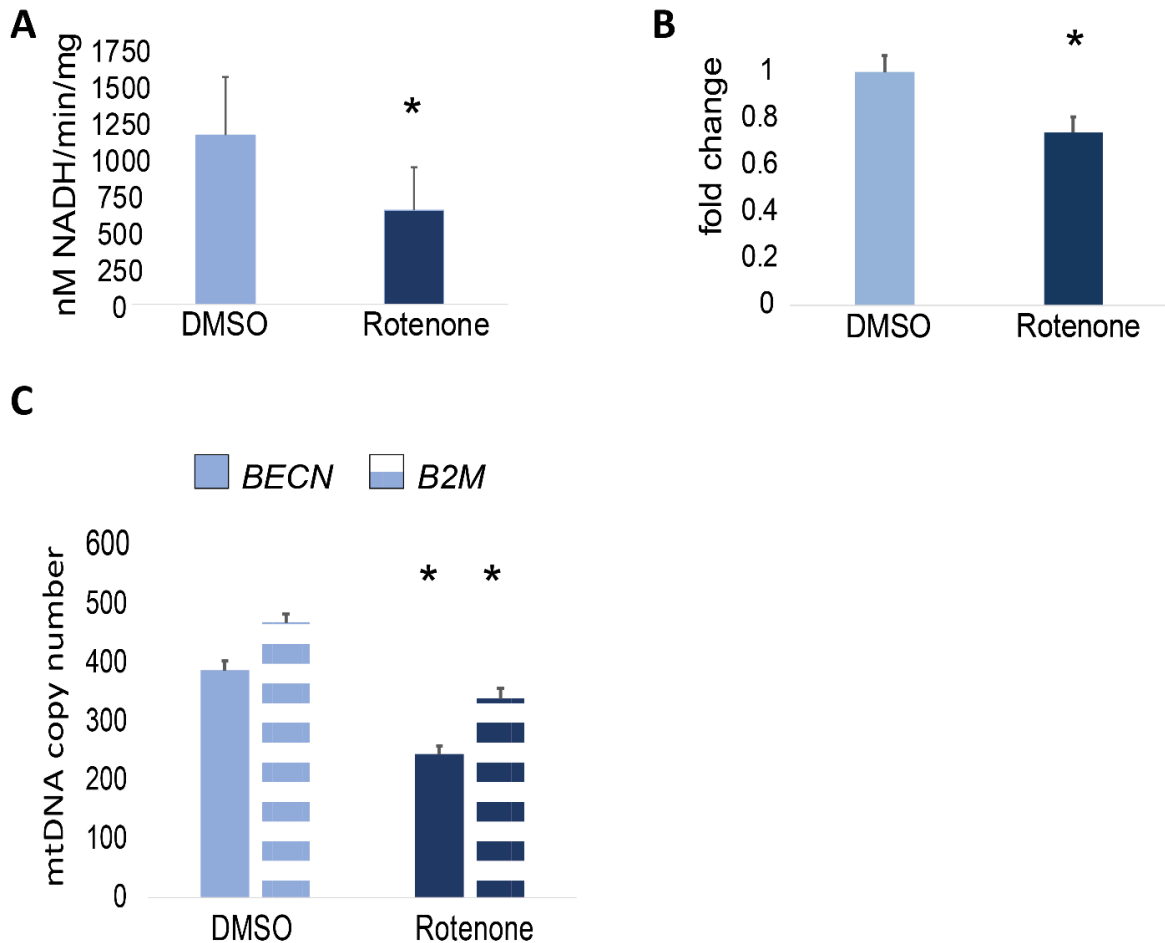 A
nM NADH/min/mg
1750
1500
1250
1000
750
500
250
0
*
DMSO Rotenone
B
fold change
1
0.8
0.6
0.4
0.2
0
*
DMSO Rotenone
C
BECN B2M
mtDNA copy number
600
500
400
300
200
100
0
* *
DMSO Rotenone